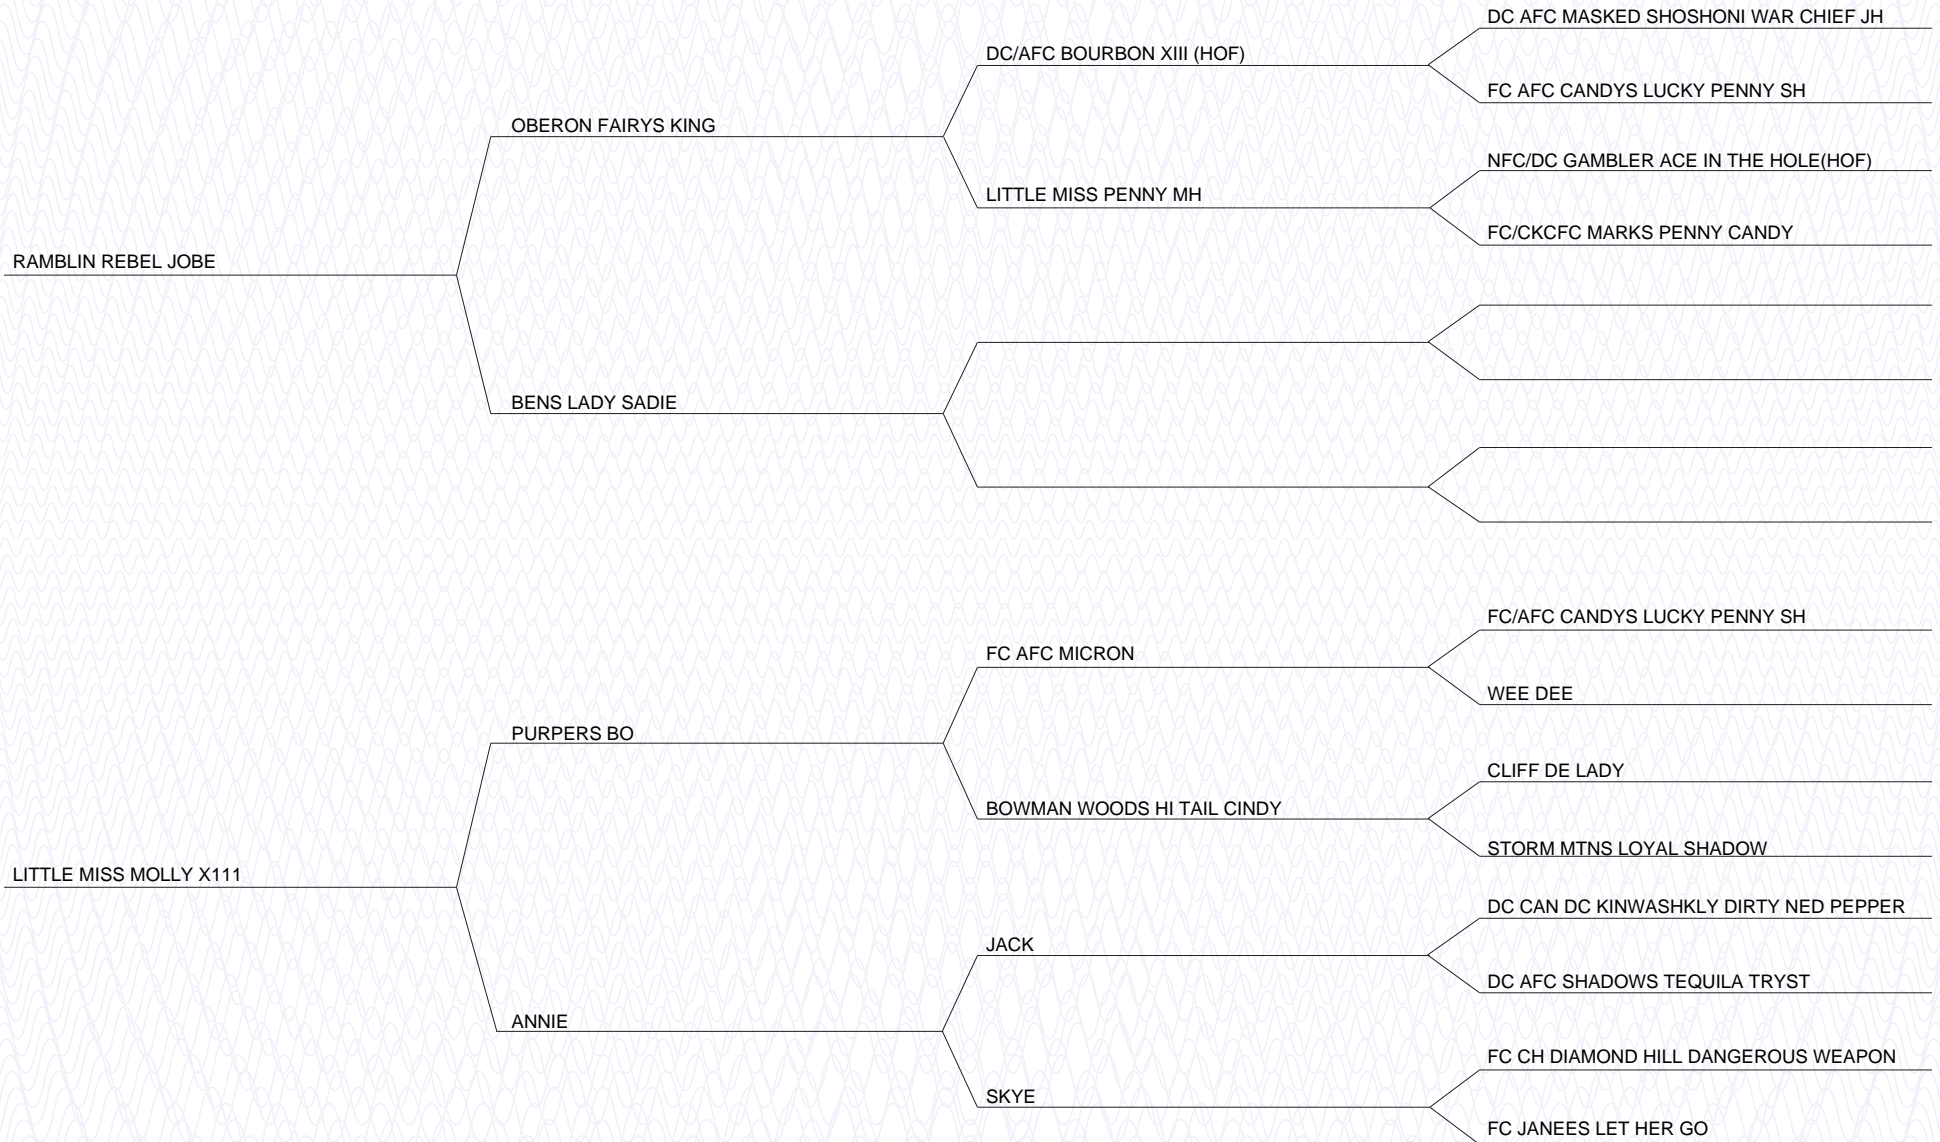 DC AFC MASKED SHOSHONI WAR CHIEF JH
DC/AFC BOURBON XIII (HOF)
FC AFC CANDYS LUCKY PENNY SH
OBERON FAIRYS KING
NFC/DC GAMBLER ACE IN THE HOLE(HOF)
LITTLE MISS PENNY MH
FC/CKCFC MARKS PENNY CANDY
RAMBLIN REBEL JOBE
BENS LADY SADIE
FC/AFC CANDYS LUCKY PENNY SH
FC AFC MICRON
WEE DEE
PURPERS BO
CLIFF DE LADY
BOWMAN WOODS HI TAIL CINDY
STORM MTNS LOYAL SHADOW
LITTLE MISS MOLLY X111
DC CAN DC KINWASHKLY DIRTY NED PEPPER
JACK
DC AFC SHADOWS TEQUILA TRYST
ANNIE
FC CH DIAMOND HILL DANGEROUS WEAPON
SKYE
FC JANEES LET HER GO